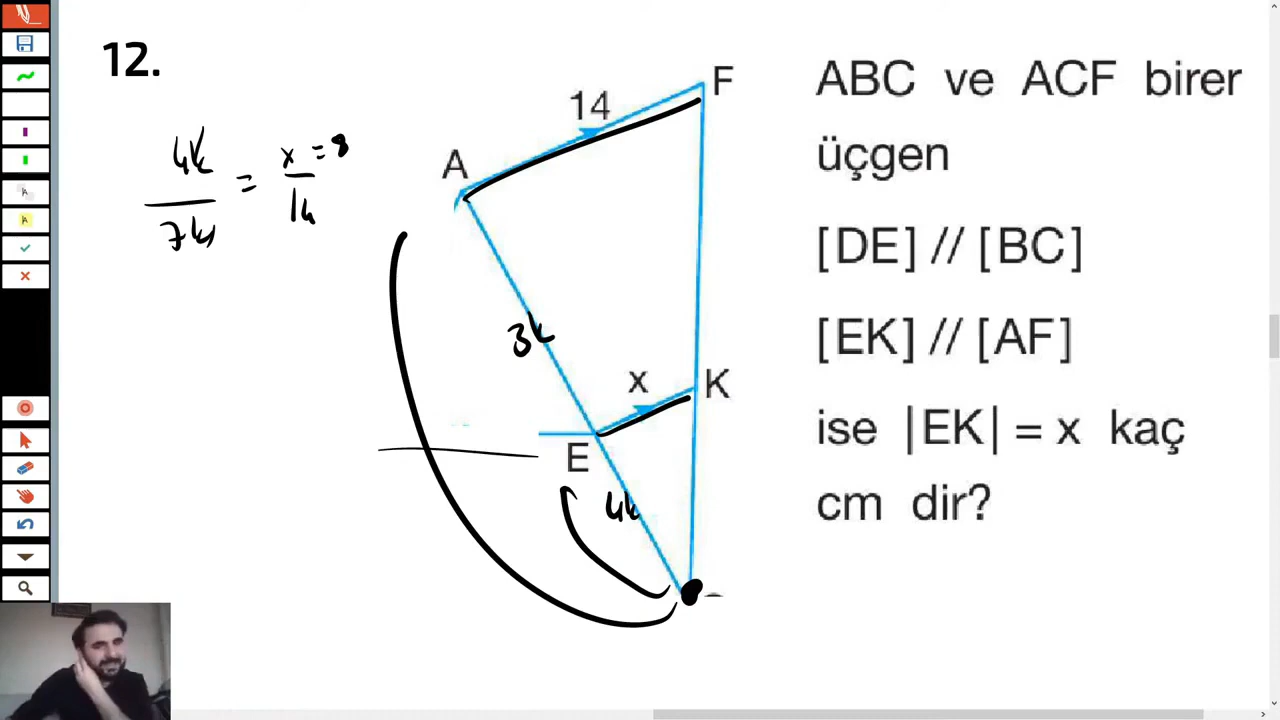 12.
4k / 7k = x / 14 = 8
F
14
A
3k
x
K
E
4k
ABC ve ACF birer
üçgen
[DE] // [BC]
[EK] // [AF]
ise |EK| = x kaç
cm dir?